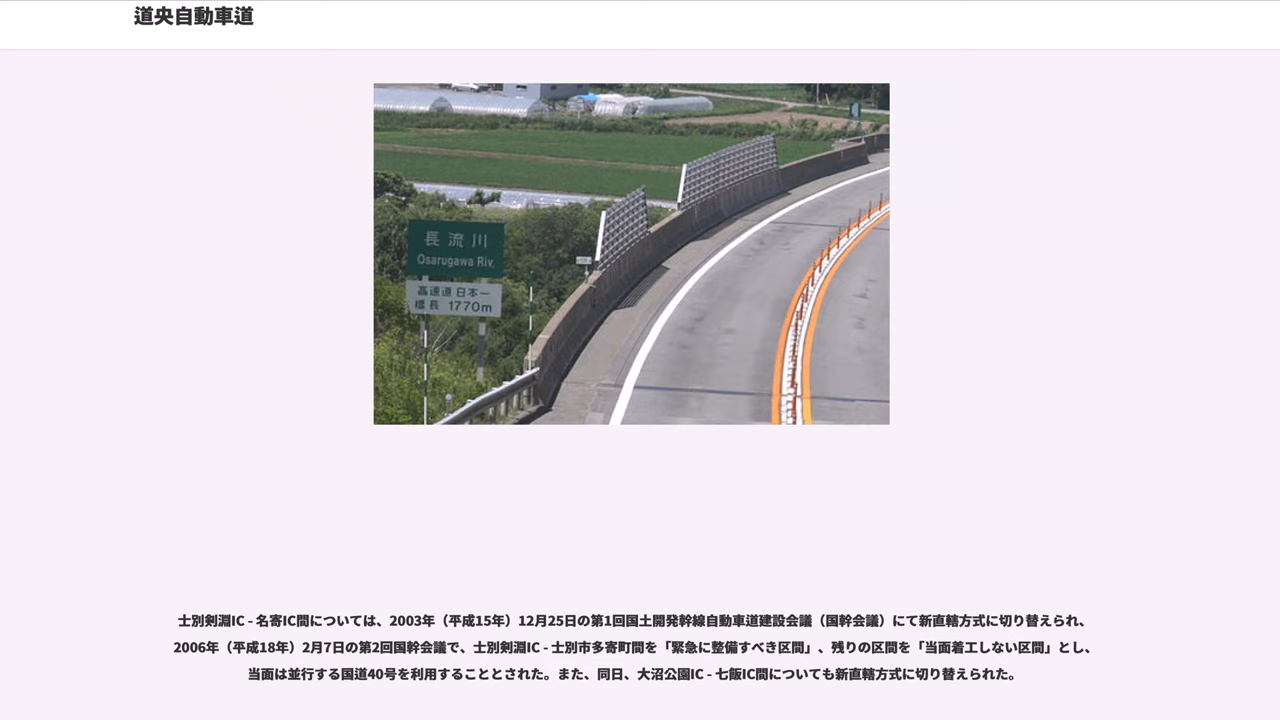 道央自動車道
長流川
Osarugawa Riv.
高速道日本一
橋長 1770m
士別剣淵IC - 名寄IC間については、2003年（平成15年）12月25日の第1回国土開発幹線自動車道建設会議（国幹会議）にて新直轄方式に切り替えられ、
2006年（平成18年）2月7日の第2回国幹会議で、士別剣淵IC - 士別市多寄町間を「緊急に整備すべき区間」、残りの区間を「当面着工しない区間」とし、
当面は並行する国道40号を利用することとされた。また、同日、大沼公園IC - 七飯IC間についても新直轄方式に切り替えられた。